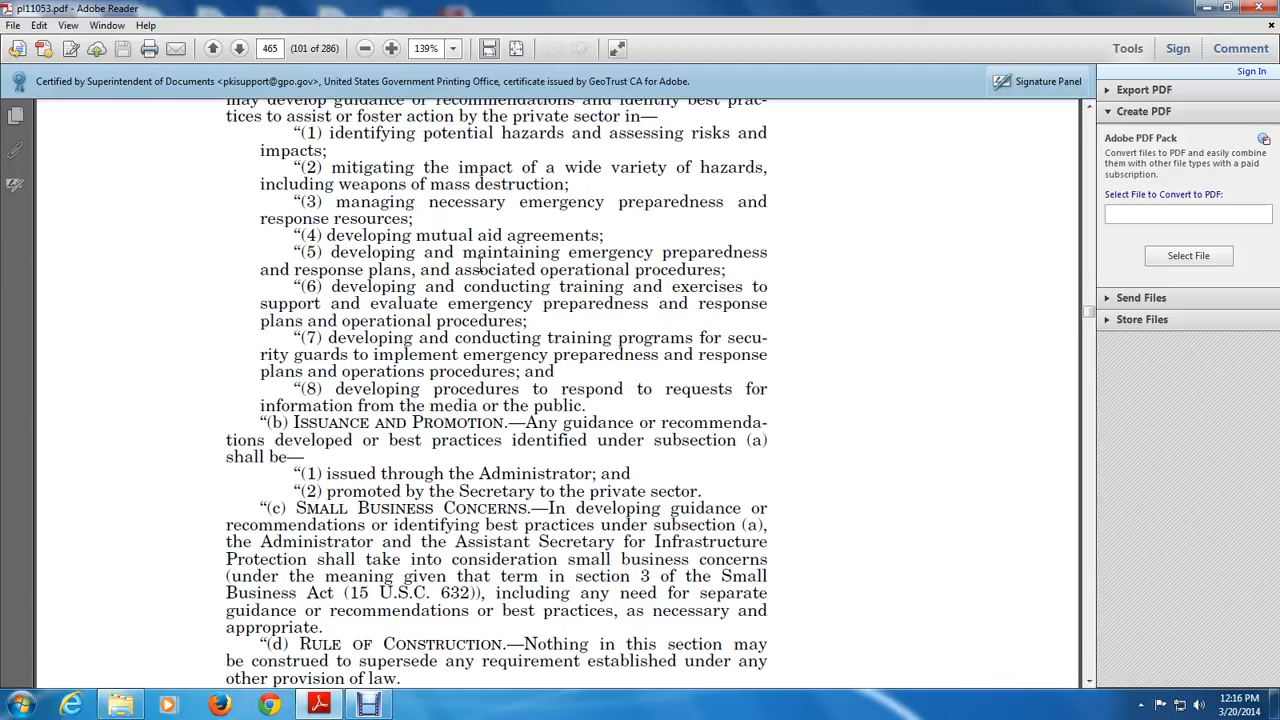 pl11053.pdf - Adobe Reader
File Edit View Window Help
465 (101 of 286) 139% Tools Sign Comment
Certified by Superintendent of Documents <pkisupport@gpo.gov>, United States Government Printing Office, certificate issued by GeoTrust CA for Adobe. Signature Panel
may develop guidance or recommendations and identify best prac-
tices to assist or foster action by the private sector in—
“(1) identifying potential hazards and assessing risks and
impacts;
“(2) mitigating the impact of a wide variety of hazards,
including weapons of mass destruction;
“(3) managing necessary emergency preparedness and
response resources;
“(4) developing mutual aid agreements;
“(5) developing and maintaining emergency preparedness
and response plans, and associated operational procedures;
“(6) developing and conducting training and exercises to
support and evaluate emergency preparedness and response
plans and operational procedures;
“(7) developing and conducting training programs for secu-
rity guards to implement emergency preparedness and response
plans and operations procedures; and
“(8) developing procedures to respond to requests for
information from the media or the public.
“(b) ISSUANCE AND PROMOTION.—Any guidance or recommenda-
tions developed or best practices identified under subsection (a)
shall be—
“(1) issued through the Administrator; and
“(2) promoted by the Secretary to the private sector.
“(c) SMALL BUSINESS CONCERNS.—In developing guidance or
recommendations or identifying best practices under subsection (a),
the Administrator and the Assistant Secretary for Infrastructure
Protection shall take into consideration small business concerns
(under the meaning given that term in section 3 of the Small
Business Act (15 U.S.C. 632)), including any need for separate
guidance or recommendations or best practices, as necessary and
appropriate.
“(d) RULE OF CONSTRUCTION.—Nothing in this section may
be construed to supersede any requirement established under any
other provision of law.
Sign In
Export PDF
Create PDF
Adobe PDF Pack
Convert files to PDF and easily combine
them with other file types with a paid
subscription.
Select File to Convert to PDF:
Select File
Send Files
Store Files
12:16 PM
3/20/2014